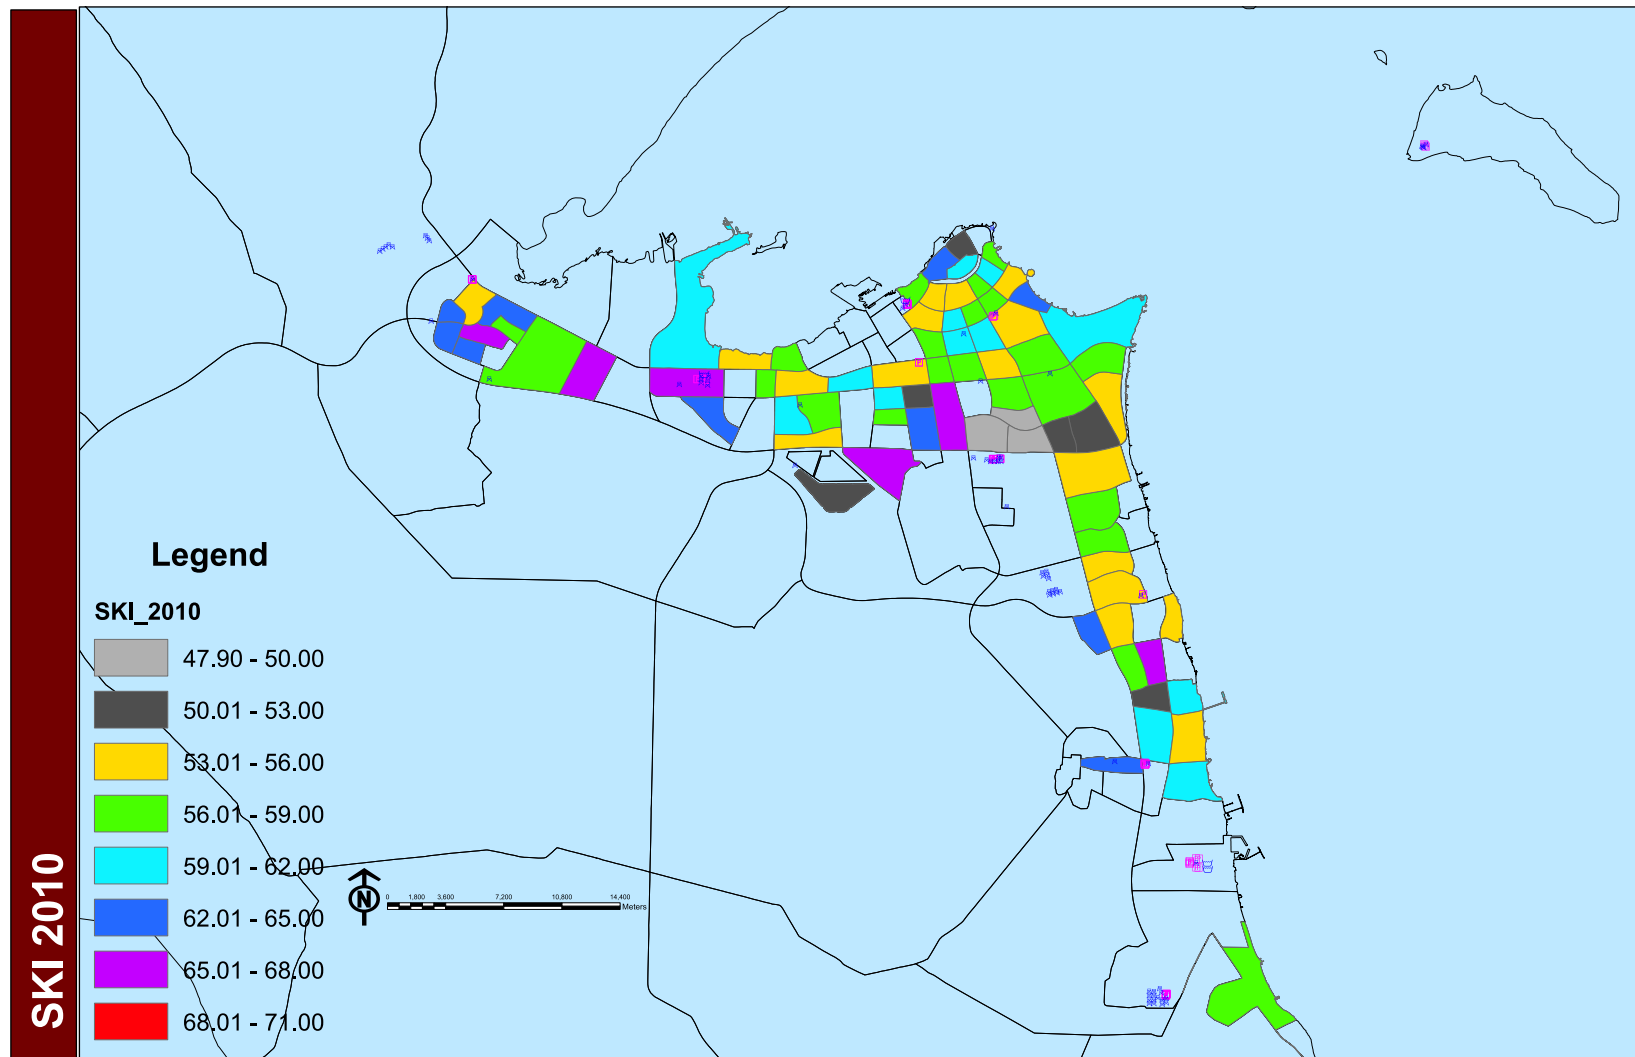 SKI 2010
Legend
SKI_2010
47.90 - 50.00
50.01 - 53.00
53.01 - 56.00
56.01 - 59.00
59.01 - 62.00
62.01 - 65.00
65.01 - 68.00
68.01 - 71.00
N
0 1,800 3,600 7,200 10,800 14,400
Meters